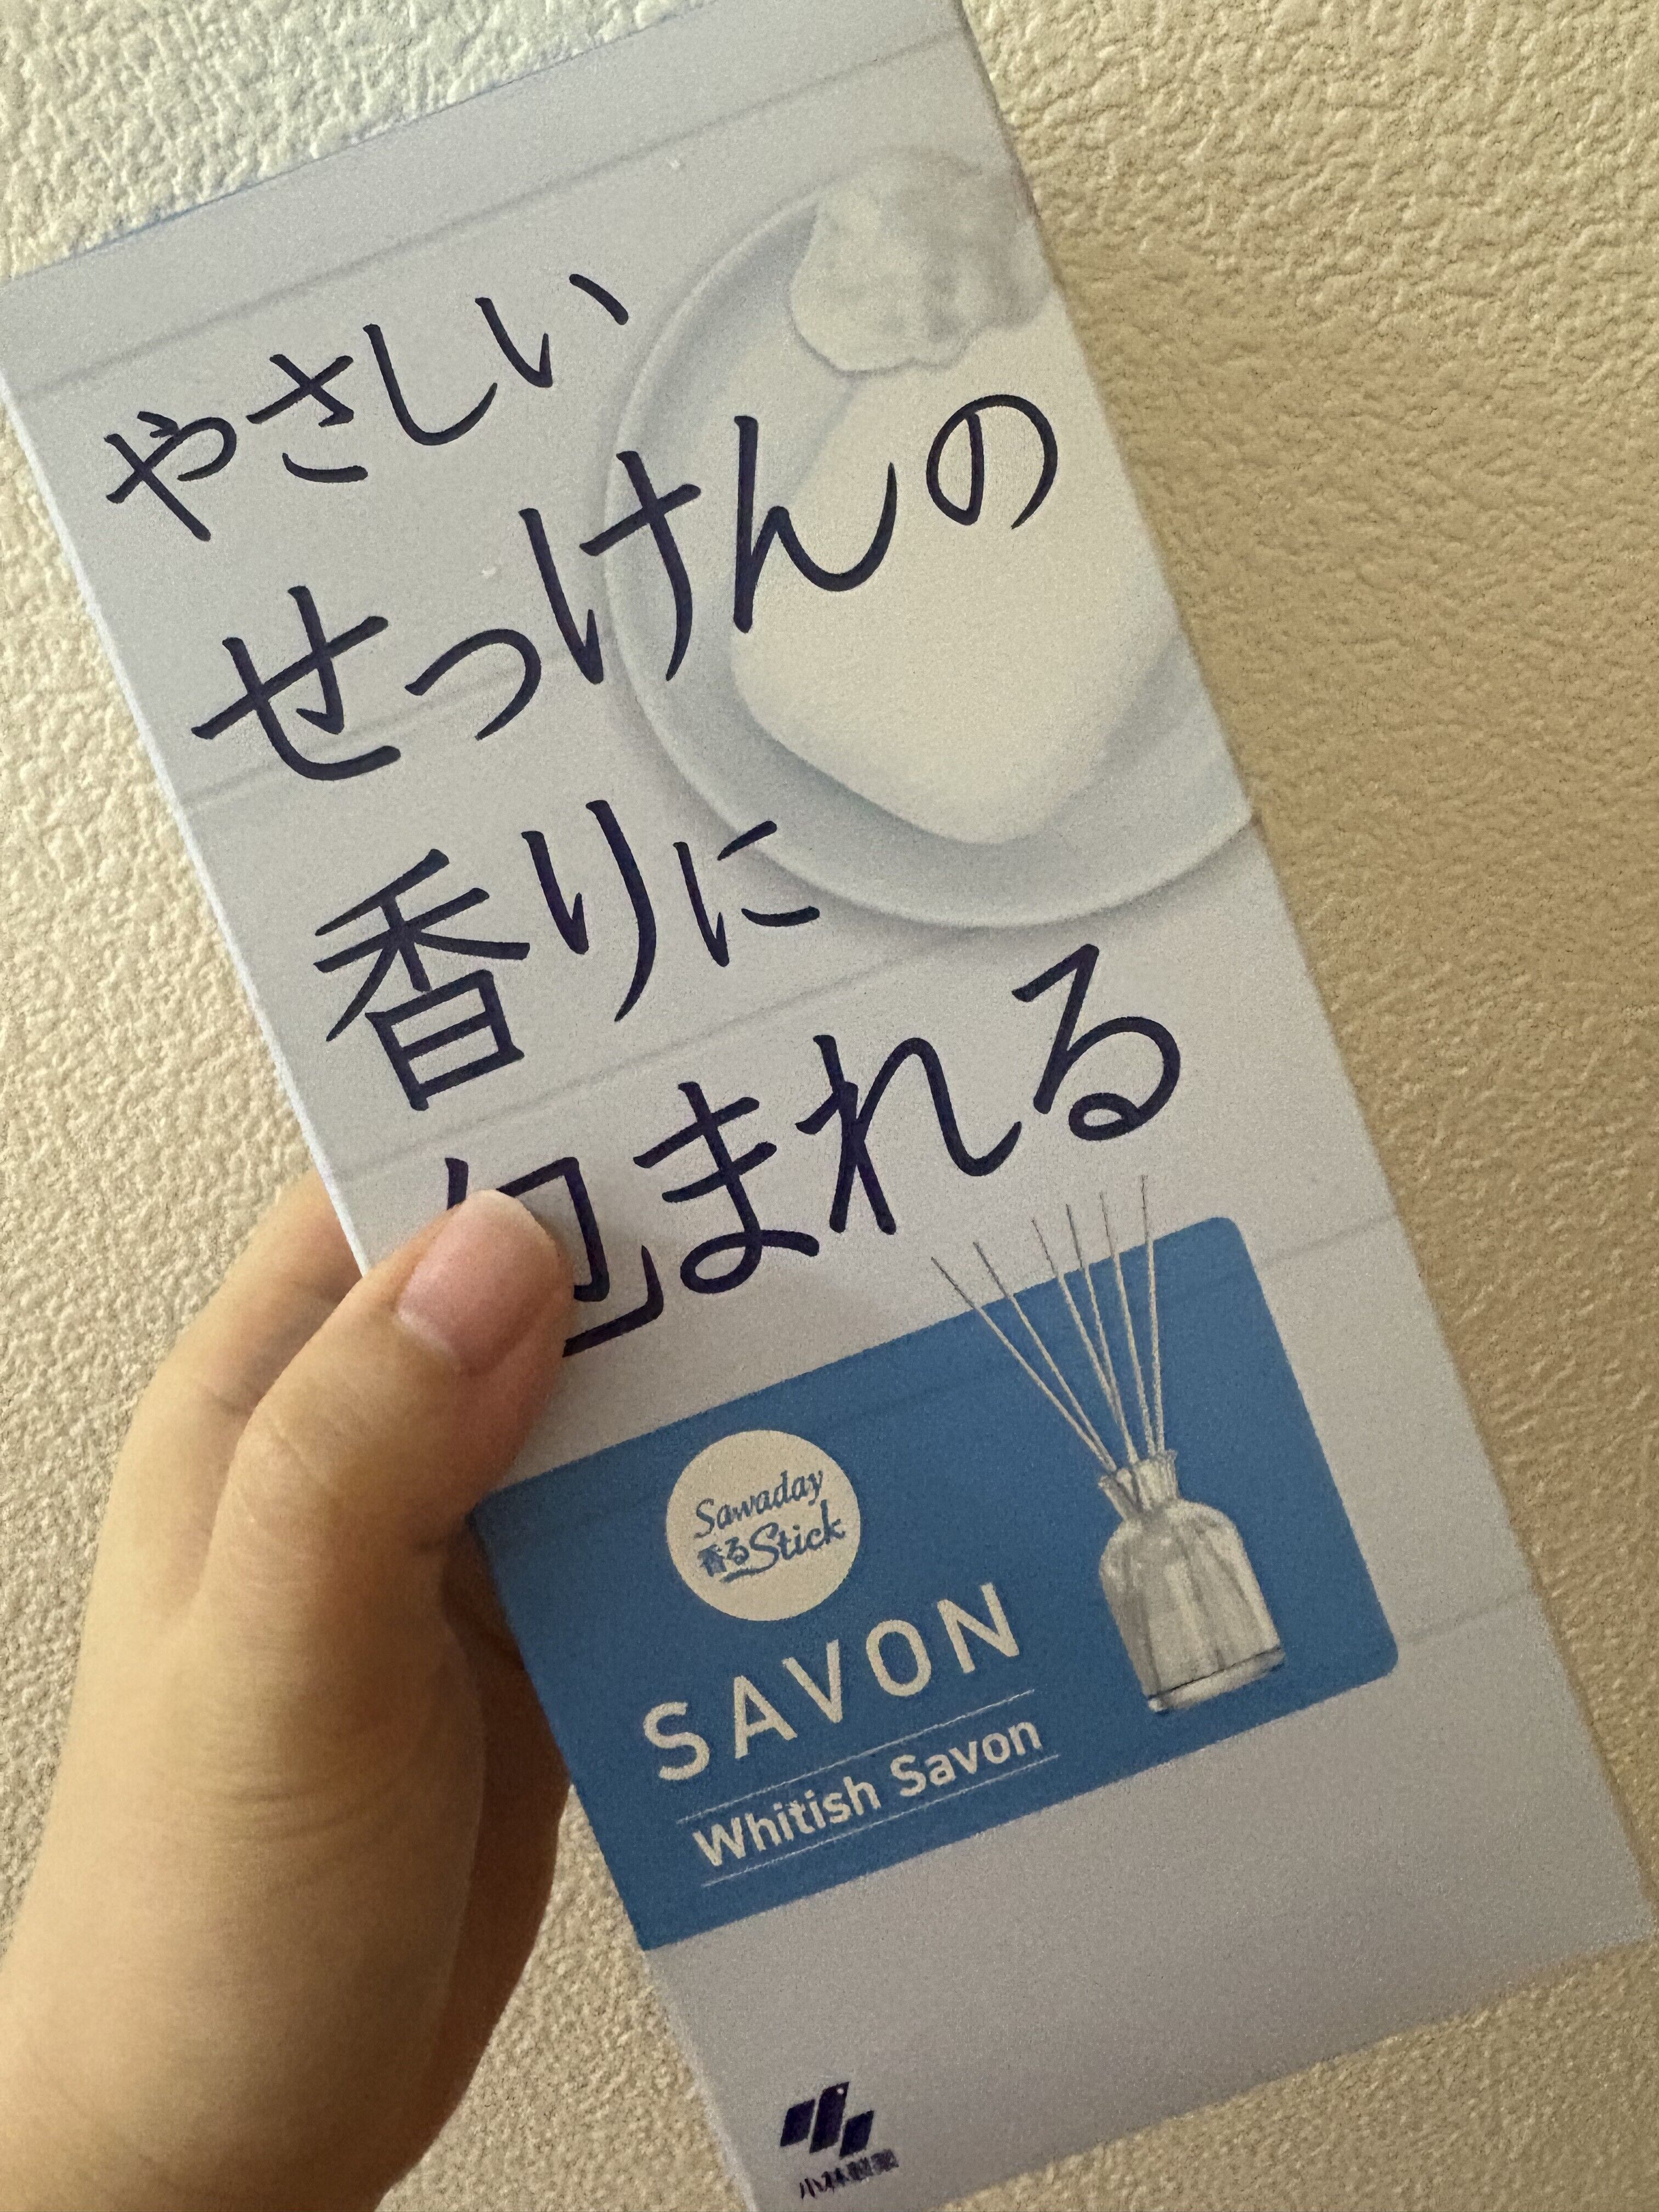 やさしい
せっけんの
香りに
包まれる
Sawaday
香るStick
SAVON
Whitish Savon
小林製薬